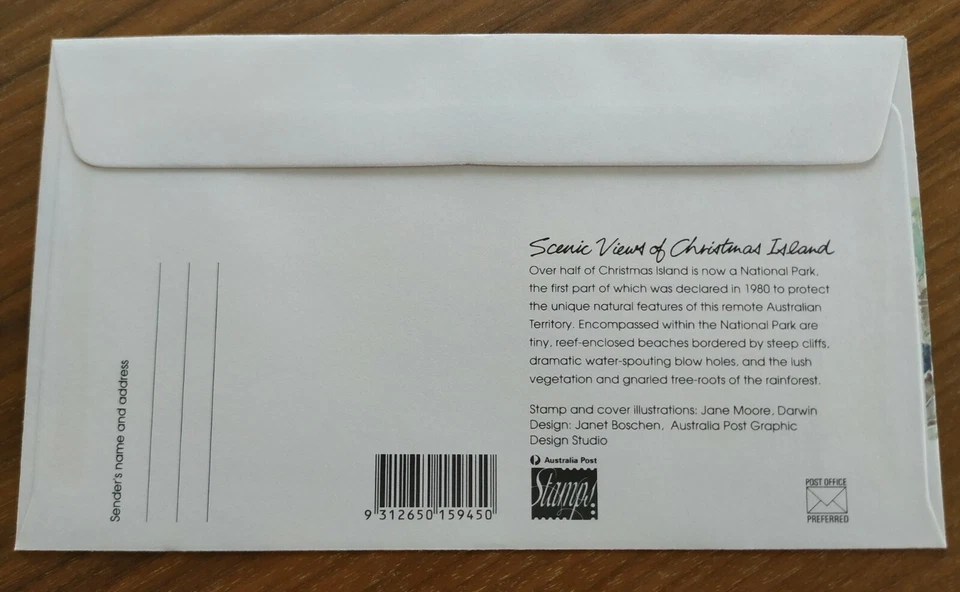 Scenic Views of Christmas Island
Over half of Christmas Island is now a National Park,
the first part of which was declared in 1980 to protect
the unique natural features of this remote Australian
Territory. Encompassed within the National Park are
tiny, reef-enclosed beaches bordered by steep cliffs,
dramatic water-spouting blow holes, and the lush
vegetation and gnarled tree-roots of the rainforest.
Stamp and cover illustrations: Jane Moore, Darwin
Design: Janet Boschen, Australia Post Graphic
Design Studio
Australia Post
Stamps!
Sender's name and address
9 312650 159450
POST OFFICE
PREFERRED